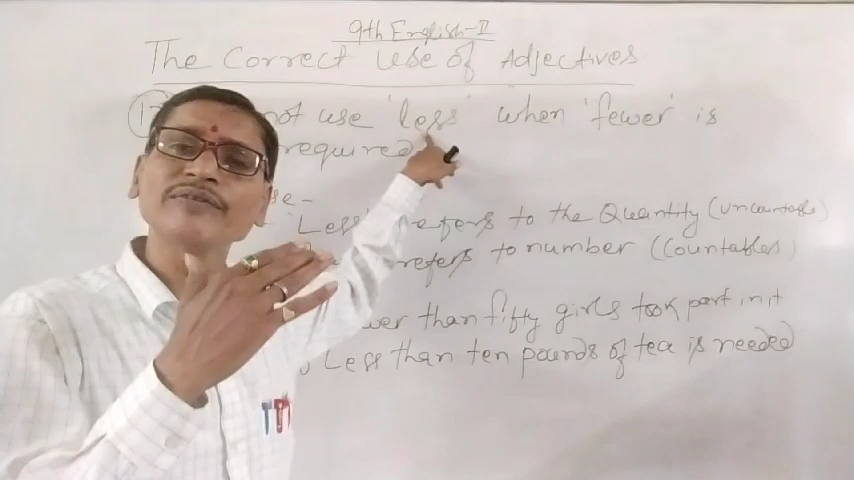 9th English-II
The Correct Use of Adjectives
not use 'less' when 'fewer' is
required
Less refers to the Quantity (uncountable)
refers to number (Countables)
than fifty girls took part in it
Less than ten pounds of tea is needed